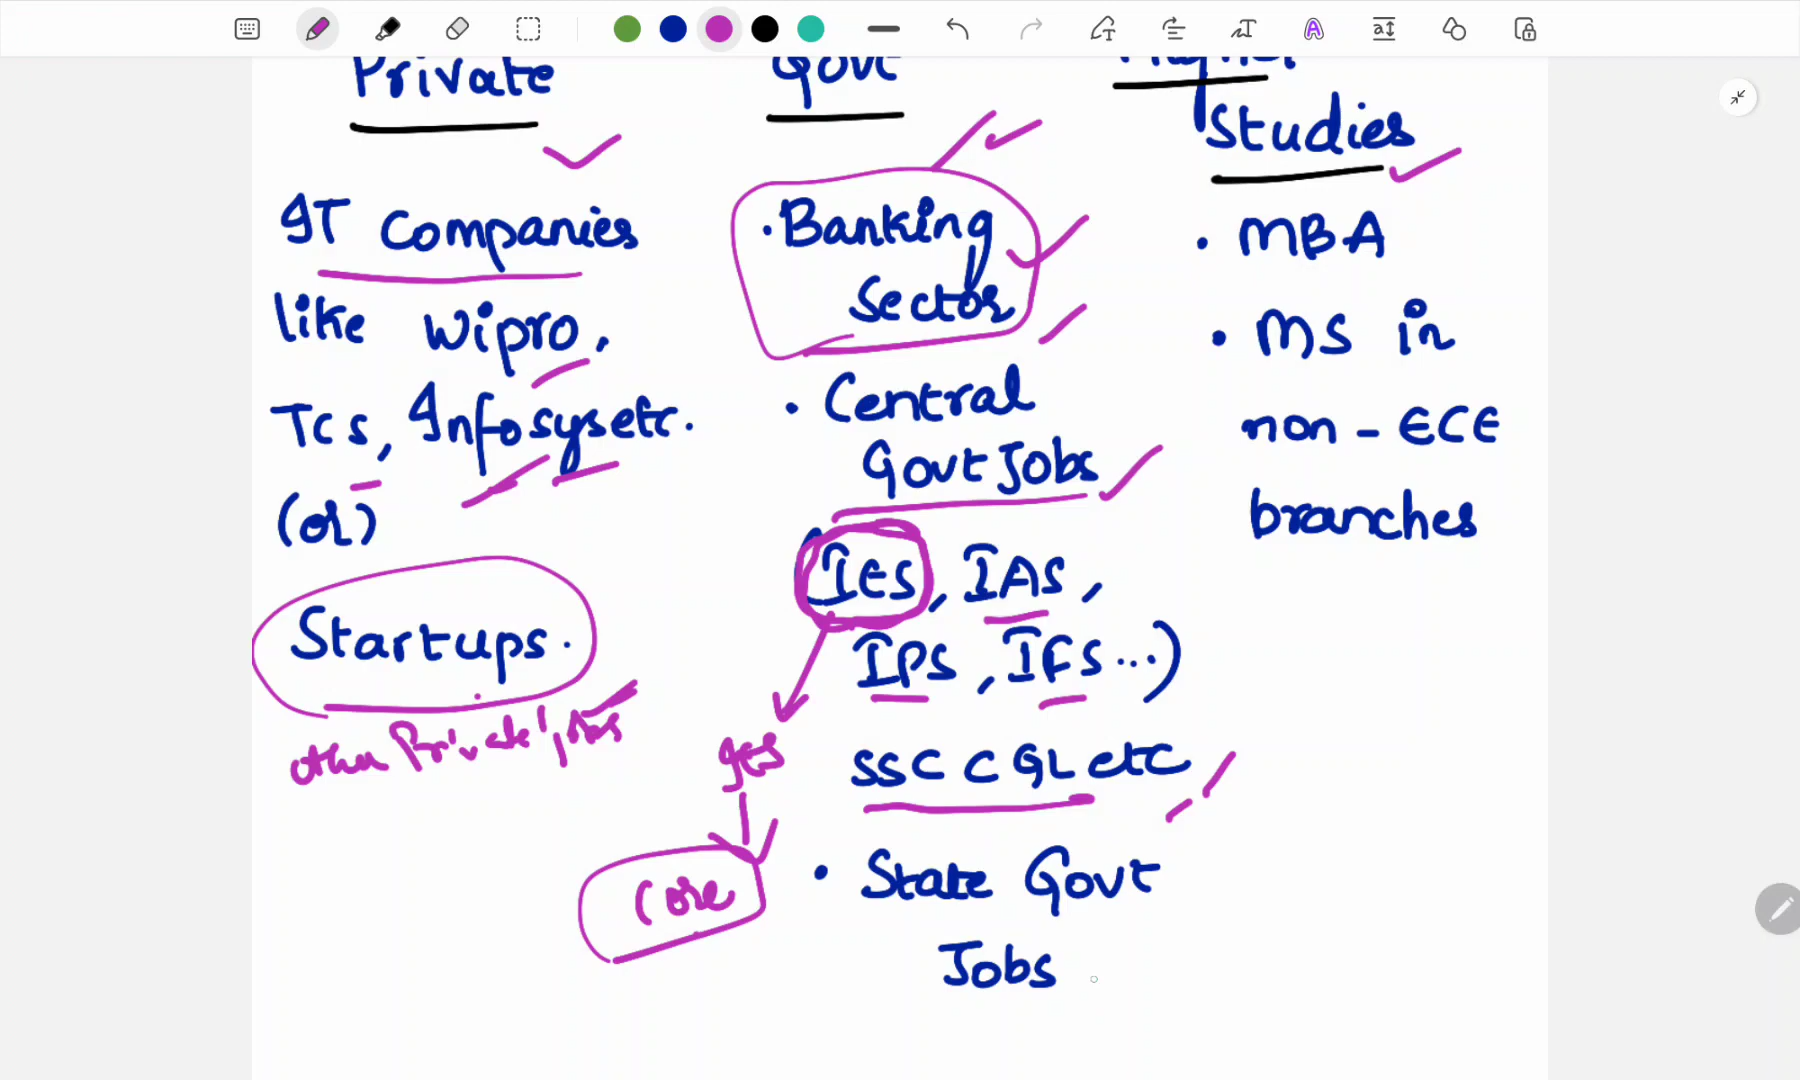 Private
Govt
Higher
Studies
IT Companies
like Wipro,
Tcs, Infosys etc.
(or)
Startups.
other Private jobs
. Banking
Sector
. Central
Govt Jobs
(IES, IAS,
IPS, IFS...)
SSC CGL etc
Core
. State Govt
Jobs
. MBA
. MS in
non-ECE
branches